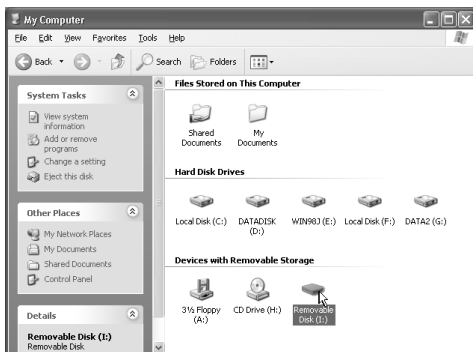 My Computer
File Edit View Favorites Tools Help
Back Search Folders
System Tasks
View system
information
Add or remove
programs
Change a setting
Eject this disk
Other Places
My Network Places
My Documents
Shared Documents
Control Panel
Details
Removable Disk (I:)
Removable Disk
Files Stored on This Computer
Shared
Documents
My
Documents
Hard Disk Drives
Local Disk (C:)
DATADISK
(D:)
WIN98J (E:)
Local Disk (F:)
DATA2 (G:)
Devices with Removable Storage
3½ Floppy
(A:)
CD Drive (H:)
Removable
Disk (I:)